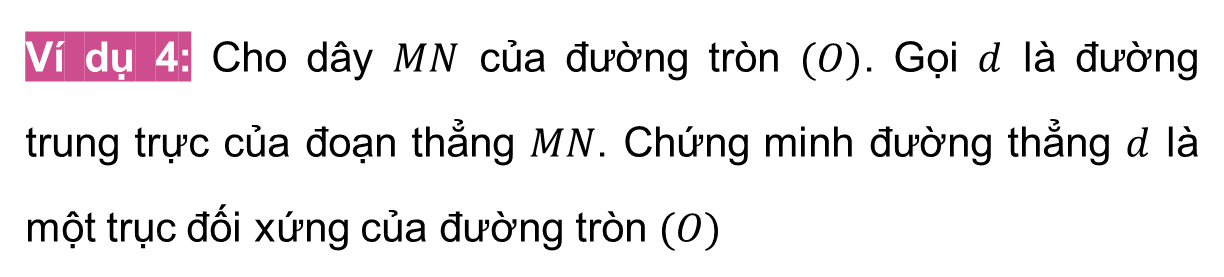 Ví dụ 4: Cho dây MN của đường tròn (O). Gọi d là đường
trung trực của đoạn thẳng MN. Chứng minh đường thẳng d là
một trục đối xứng của đường tròn (O)